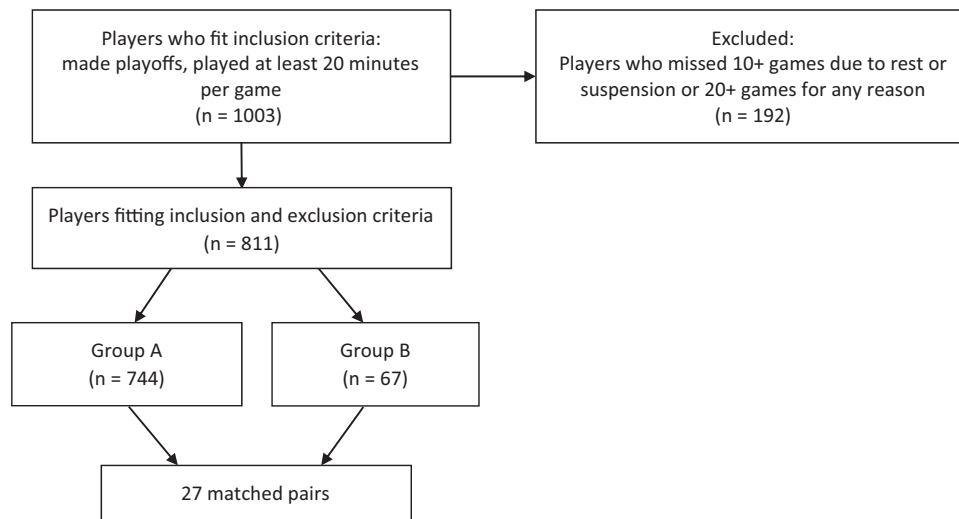 Players who fit inclusion criteria:
made playoffs, played at least 20 minutes
per game
(n = 1003)
Excluded:
Players who missed 10+ games due to rest or
suspension or 20+ games for any reason
(n = 192)
Players fitting inclusion and exclusion criteria
(n = 811)
Group A
(n = 744)
Group B
(n = 67)
27 matched pairs